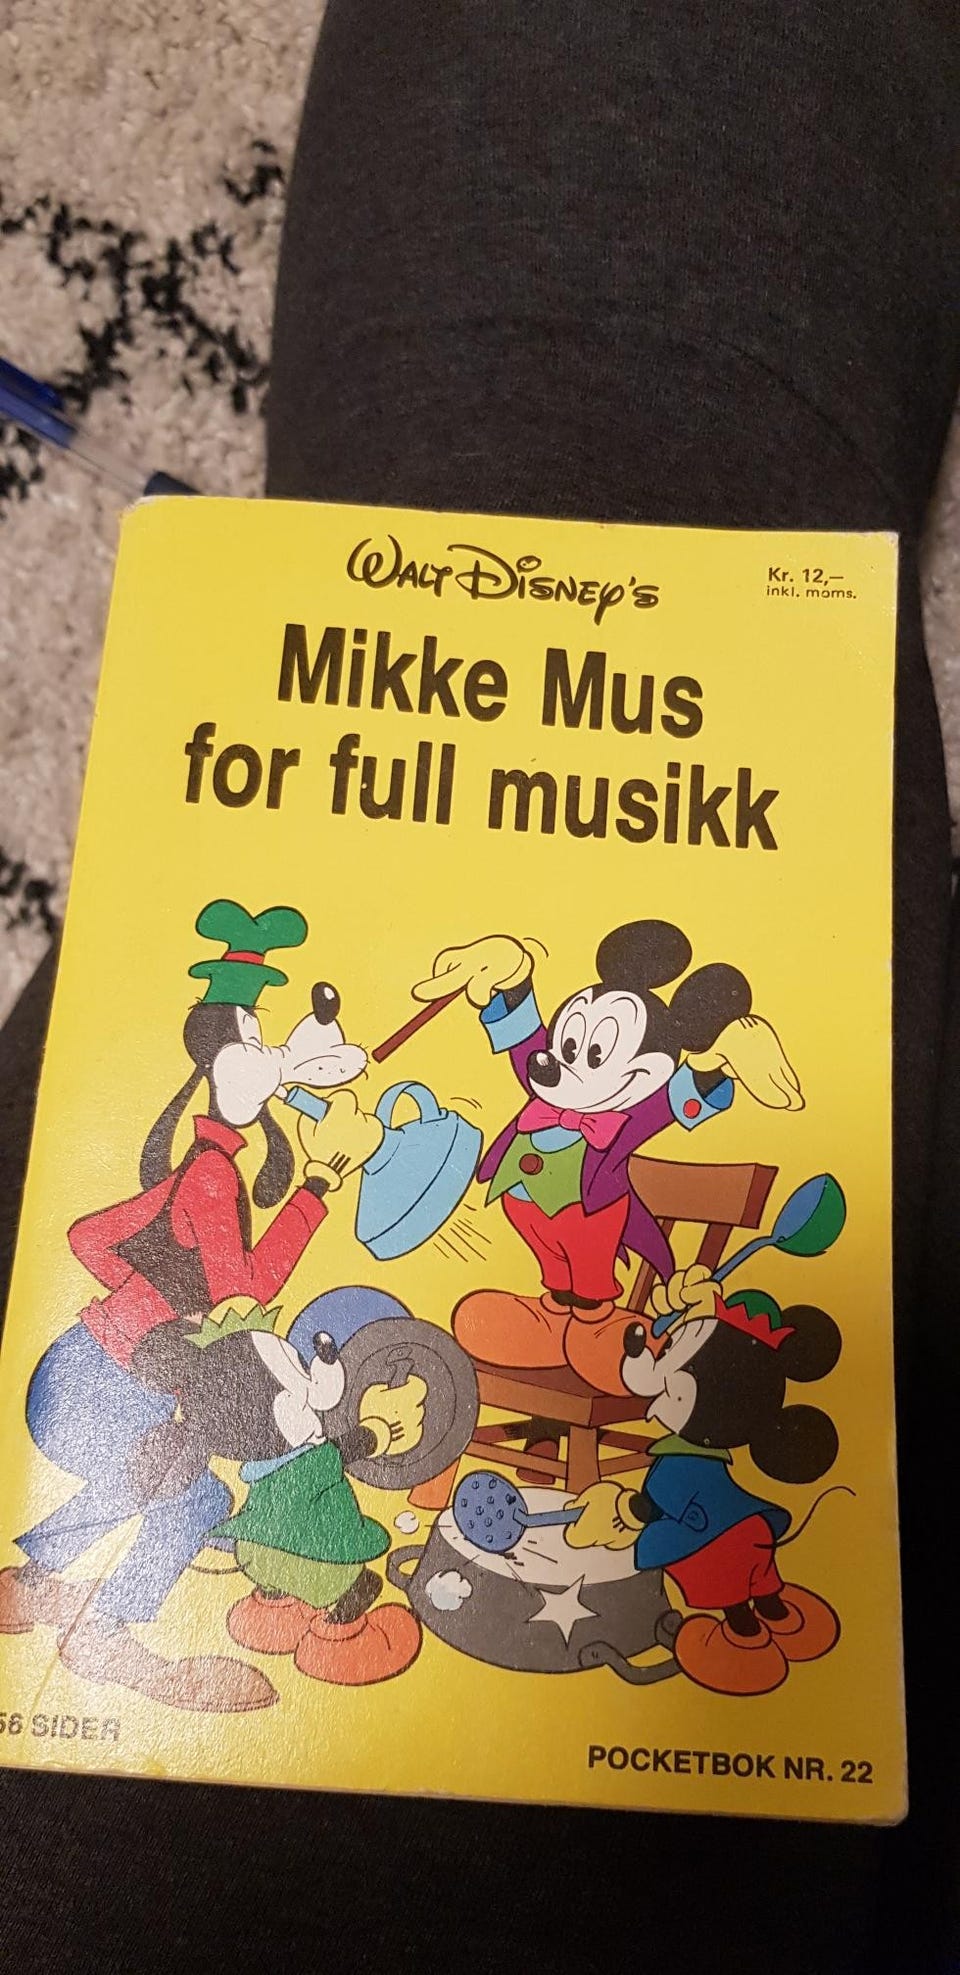 WALT DISNEY'S
Kr. 12,–
inkl. moms.
Mikke Mus
for full musikk
SIDER
POCKETBOK NR. 22